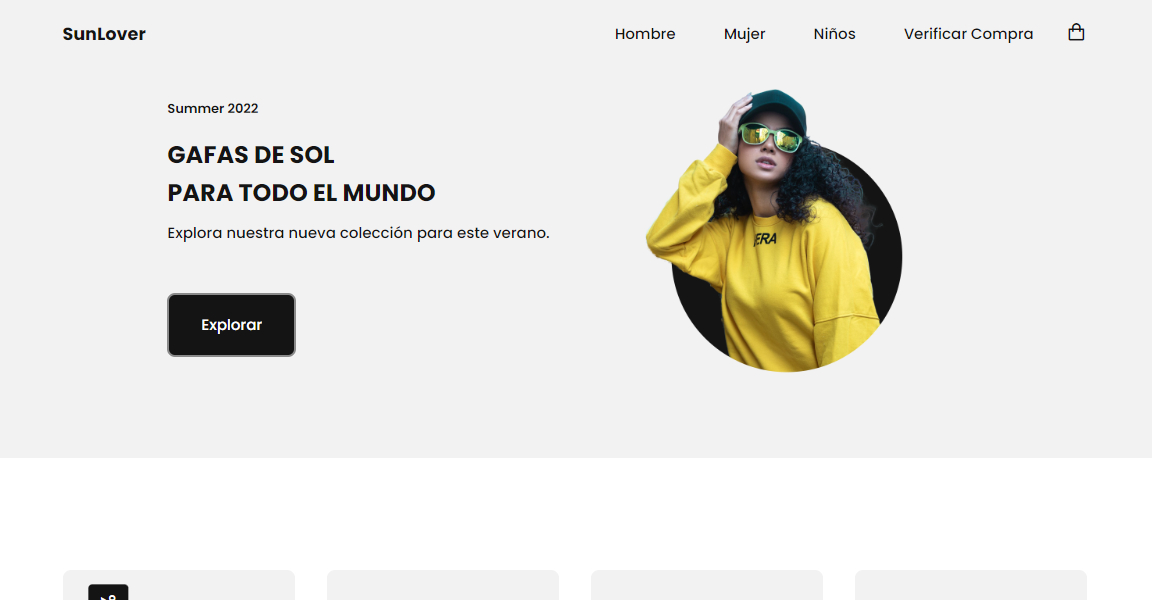 SunLover
Hombre
Mujer
Niños
Verificar Compra
Summer 2022
GAFAS DE SOL
PARA TODO EL MUNDO
Explora nuestra nueva colección para este verano.
ERA
Explorar